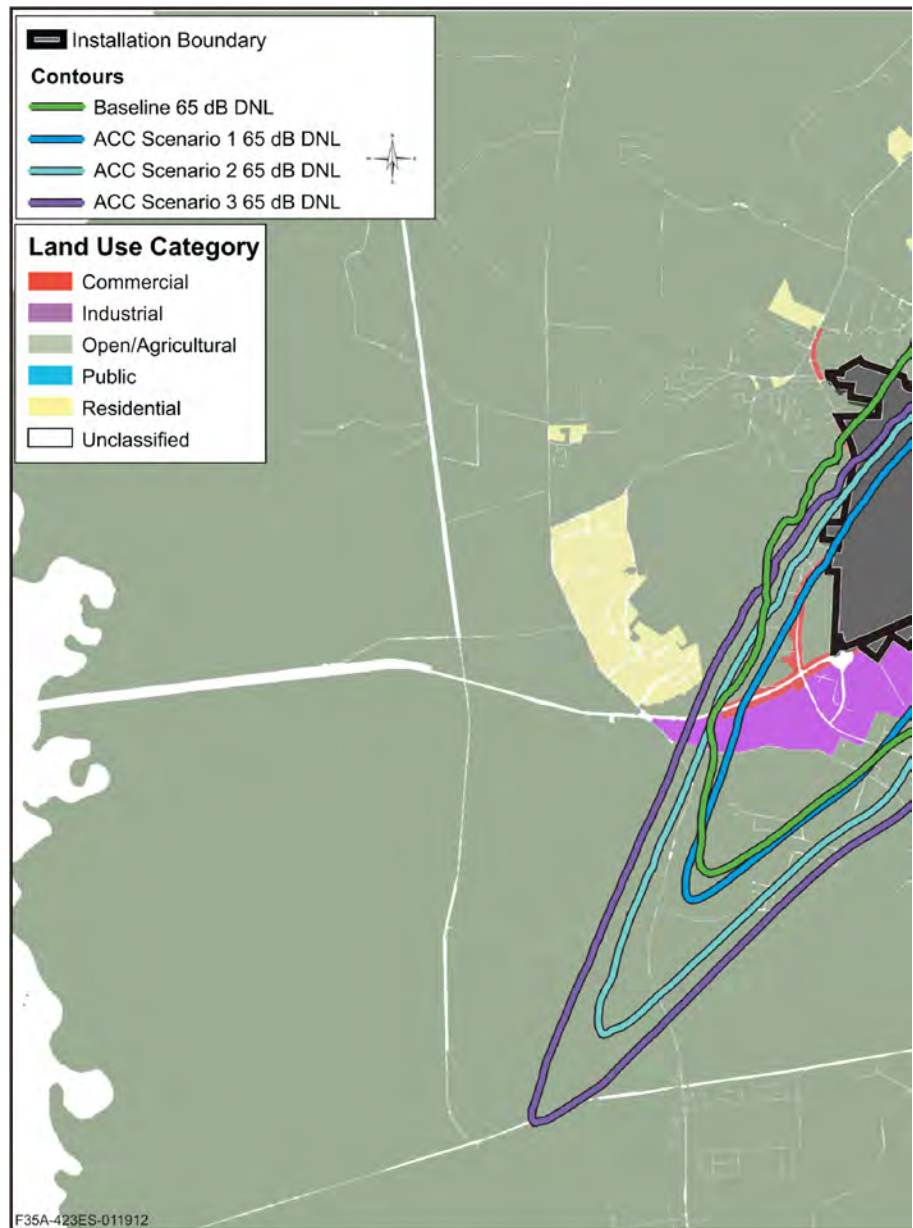 Installation Boundary
Contours
Baseline 65 dB DNL
ACC Scenario 1 65 dB DNL
ACC Scenario 2 65 dB DNL
ACC Scenario 3 65 dB DNL
Land Use Category
Commercial
Industrial
Open/Agricultural
Public
Residential
Unclassified
F35A-423ES-011912